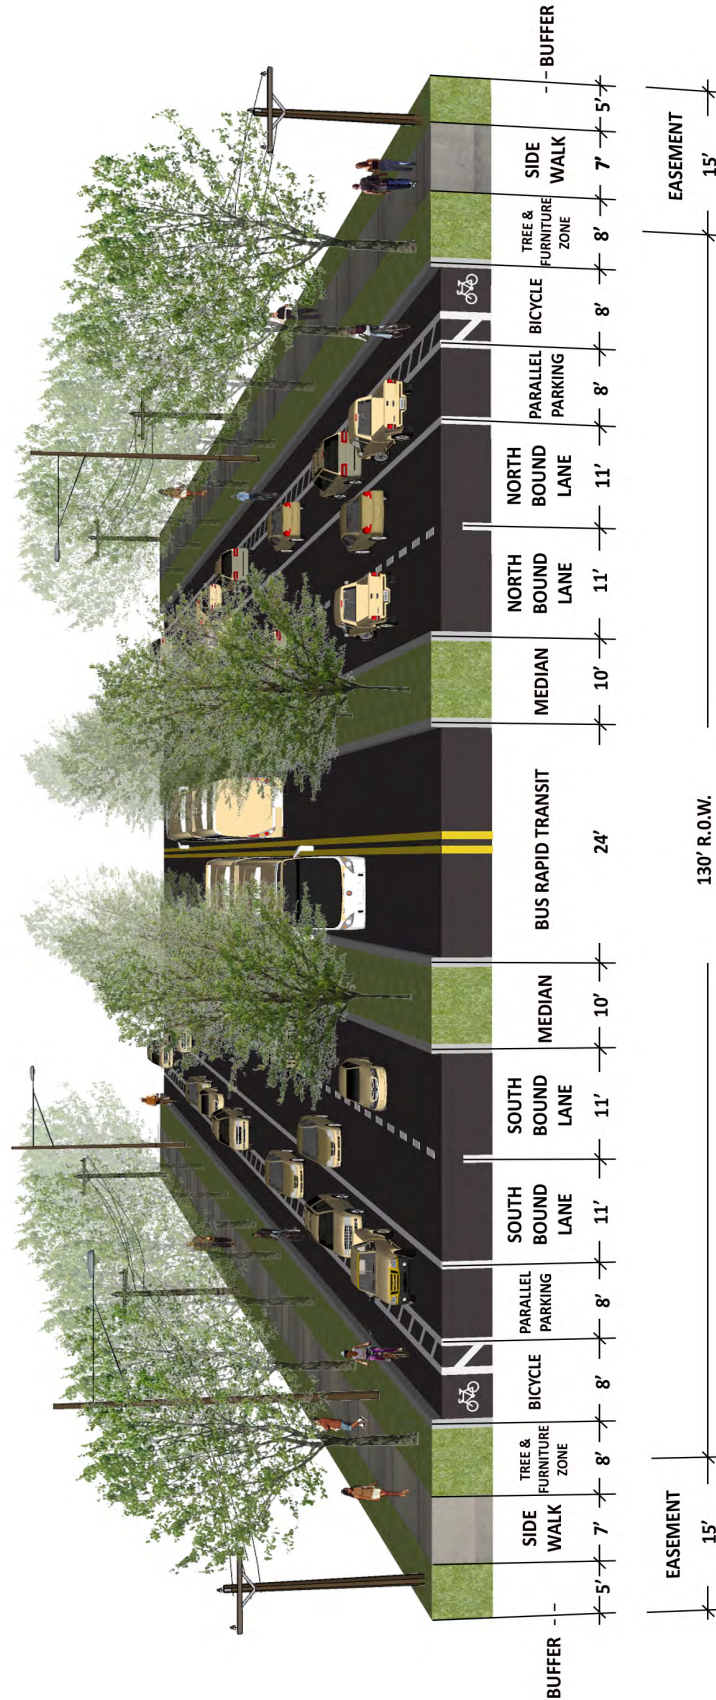 BUFFER
5'
SIDE
WALK
7'
TREE &
FURNITURE
ZONE
8'
BICYCLE
8'
PARALLEL
PARKING
8'
SOUTH
BOUND
LANE
11'
SOUTH
BOUND
LANE
11'
MEDIAN
10'
BUS RAPID TRANSIT
24'
MEDIAN
10'
NORTH
BOUND
LANE
11'
NORTH
BOUND
LANE
11'
PARALLEL
PARKING
8'
BICYCLE
8'
TREE &
FURNITURE
ZONE
8'
SIDE
WALK
7'
5'
BUFFER
EASEMENT
15'
130' R.O.W.
EASEMENT
15'